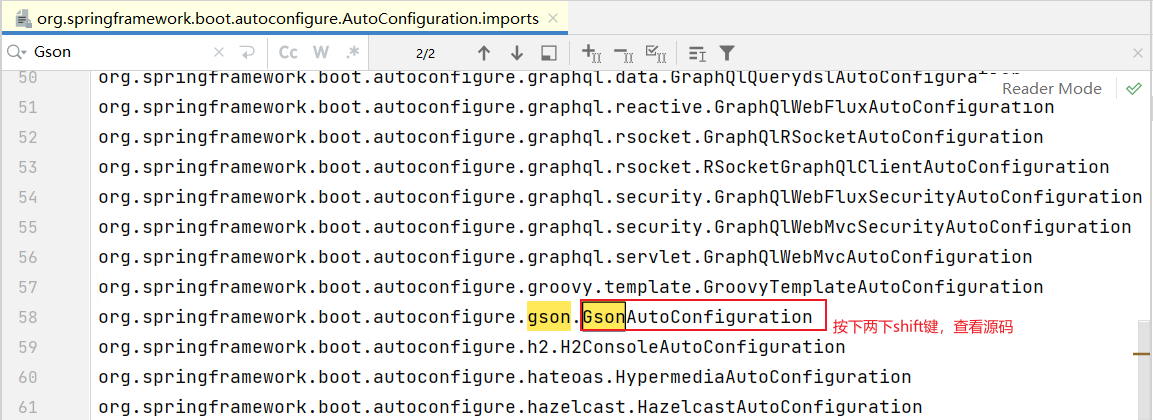 org.springframework.boot.autoconfigure.AutoConfiguration.imports
Gson Cc W .* 2/2
50 org.springframework.boot.autoconfigure.graphql.data.GraphQlQuerydslAutoConfiguration
Reader Mode
51 org.springframework.boot.autoconfigure.graphql.reactive.GraphQlWebFluxAutoConfiguration
52 org.springframework.boot.autoconfigure.graphql.rsocket.GraphQlRSocketAutoConfiguration
53 org.springframework.boot.autoconfigure.graphql.rsocket.RSocketGraphQlClientAutoConfiguration
54 org.springframework.boot.autoconfigure.graphql.security.GraphQlWebFluxSecurityAutoConfiguration
55 org.springframework.boot.autoconfigure.graphql.security.GraphQlWebMvcSecurityAutoConfiguration
56 org.springframework.boot.autoconfigure.graphql.servlet.GraphQlWebMvcAutoConfiguration
57 org.springframework.boot.autoconfigure.groovy.template.GroovyTemplateAutoConfiguration
58 org.springframework.boot.autoconfigure.gson.GsonAutoConfiguration 按下两下shift键，查看源码
59 org.springframework.boot.autoconfigure.h2.H2ConsoleAutoConfiguration
60 org.springframework.boot.autoconfigure.hateoas.HypermediaAutoConfiguration
61 org.springframework.boot.autoconfigure.hazelcast.HazelcastAutoConfiguration